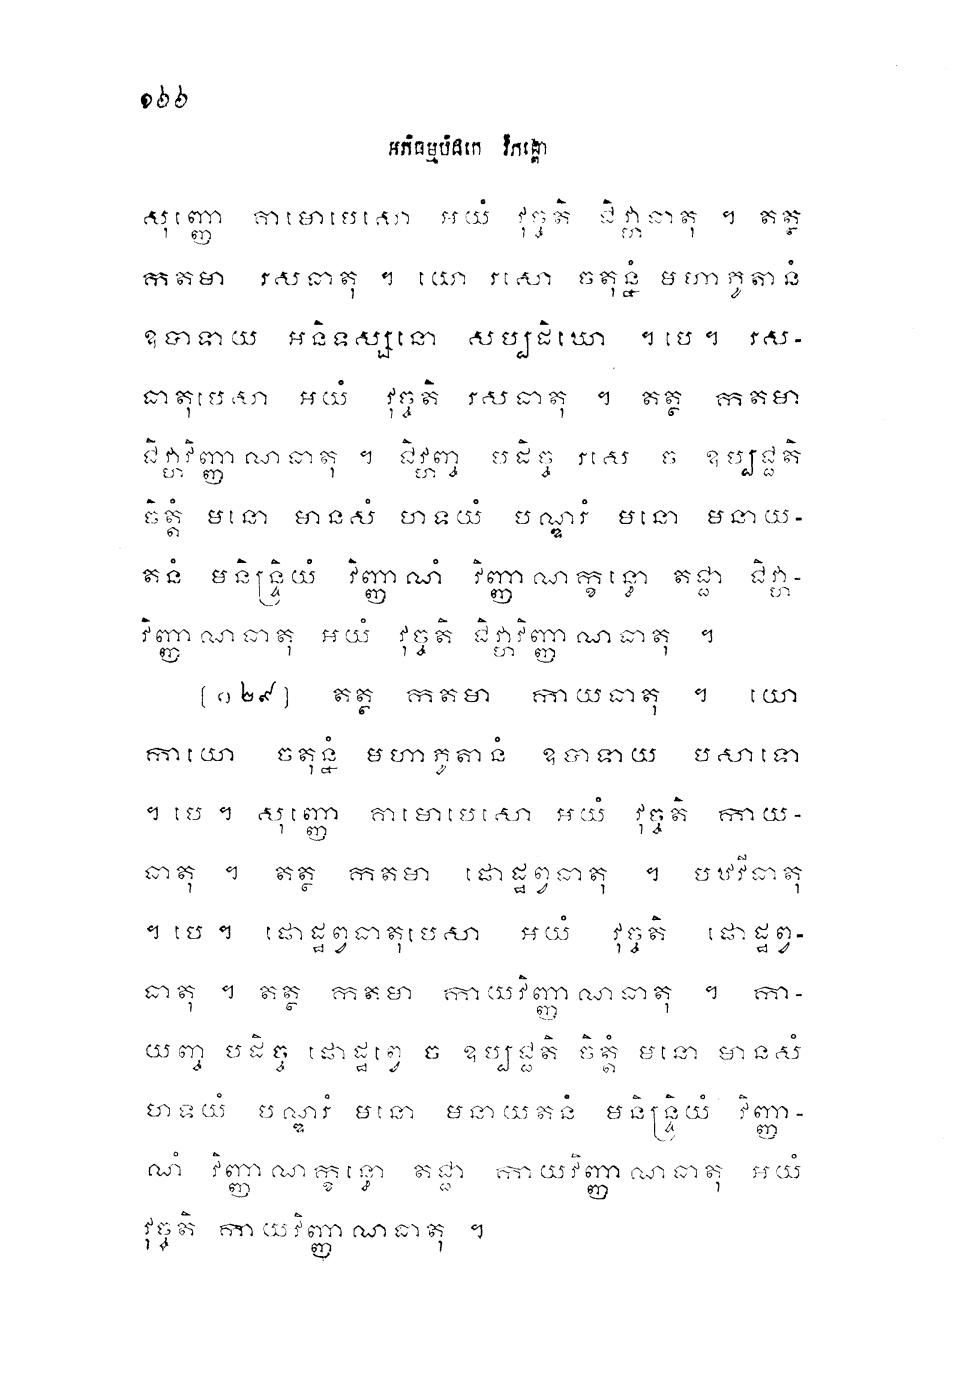 ១៦៦
អភិធម្មបិដកេ វិភង្គោ
សុញ្ញោ គាមោបេសោ អយំ វុច្ចតិ ជិវ្ហាធាតុ ។ តត្ថ
កតមា រសធាតុ ។ យោ រសោ ចតុន្នំ មហាភូតានំ
ឧបាទាយ អនិទស្សនោ សប្បដិឃោ ។ បេ ។ រស-
ធាតុបេសា អយំ វុច្ចតិ រសធាតុ ។ តត្ថ កតមា
ជិវ្ហាវិញ្ញាណធាតុ ។ ជិវ្ហញ្ច បដិច្ច រសេ ច ឧប្បជ្ជតិ
ចិត្តំ មនោ មានសំ ហទយំ បណ្ឌរំ មនោ មនាយ-
តនំ មនិន្ទ្រិយំ វិញ្ញាណំ វិញ្ញាណក្ខន្ធោ តជ្ជា ជិវ្ហា-
វិញ្ញាណធាតុ អយំ វុច្ចតិ ជិវ្ហាវិញ្ញាណធាតុ ។
[១២៩] តត្ថ កតមា កាយធាតុ ។ យោ
កាយោ ចតុន្នំ មហាភូតានំ ឧបាទាយ បសាទោ
។ បេ ។ សុញ្ញោ គាមោបេសោ អយំ វុច្ចតិ កាយ-
ធាតុ ។ តត្ថ កតមា ផោដ្ឋព្វធាតុ ។ បឋវីធាតុ
។ បេ ។ ផោដ្ឋព្វធាតុបេសា អយំ វុច្ចតិ ផោដ្ឋព្វ-
ធាតុ ។ តត្ថ កតមា កាយវិញ្ញាណធាតុ ។ កា-
យញ្ច បដិច្ច ផោដ្ឋព្វេ ច ឧប្បជ្ជតិ ចិត្តំ មនោ មានសំ
ហទយំ បណ្ឌរំ មនោ មនាយតនំ មនិន្ទ្រិយំ វិញ្ញា-
ណំ វិញ្ញាណក្ខន្ធោ តជ្ជា កាយវិញ្ញាណធាតុ អយំ
វុច្ចតិ កាយវិញ្ញាណធាតុ ។